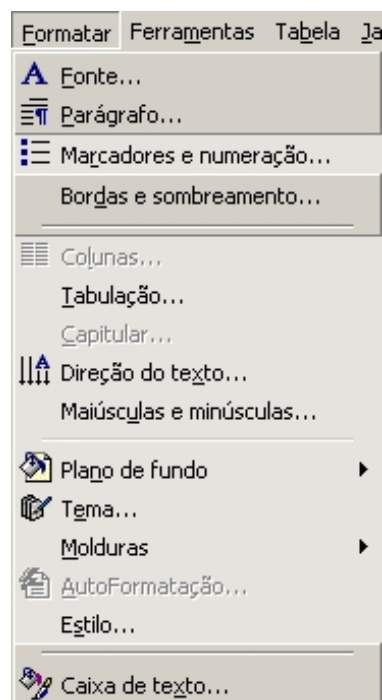 Formatar Ferramentas Tabela Ja
Fonte...
Parágrafo...
Marcadores e numeração...
Bordas e sombreamento...
Colunas...
Tabulação...
Capitular...
Direção do texto...
Maiúsculas e minúsculas...
Plano de fundo
Tema...
Molduras
AutoFormatação...
Estilo...
Caixa de texto...